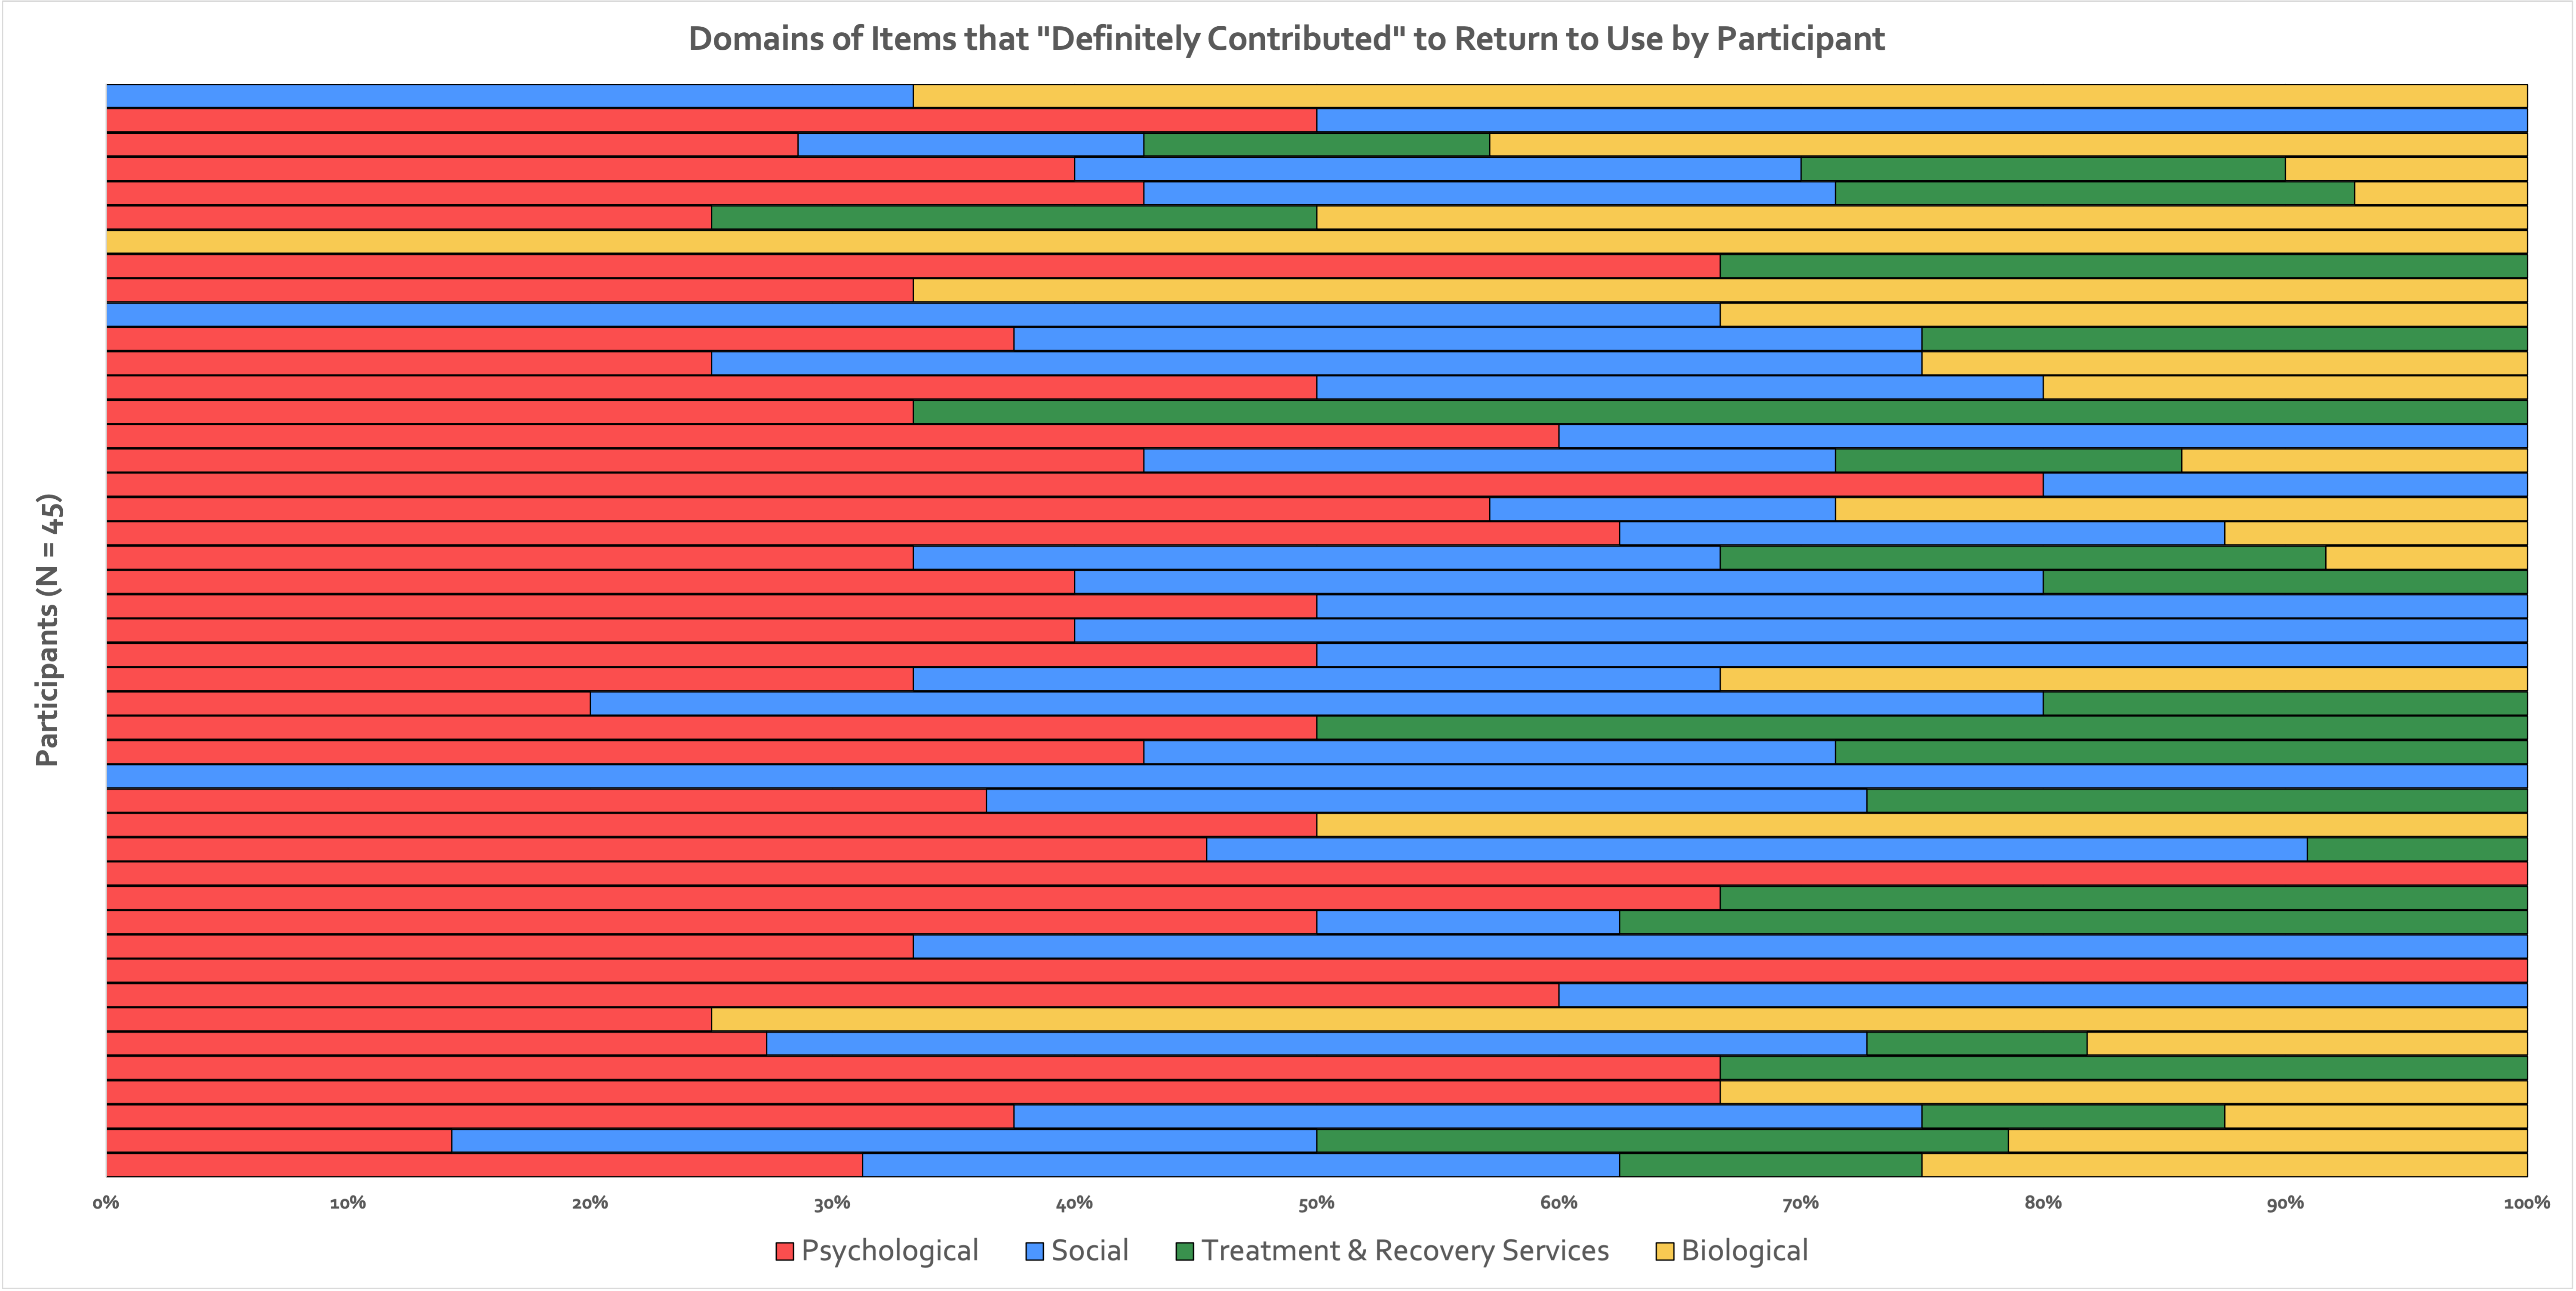 Domains of Items that "Definitely Contributed" to Return to Use by Participant
Participants (N = 45)
0% 10% 20% 30% 40% 50% 60% 70% 80% 90% 100%
Psychological Social Treatment & Recovery Services Biological